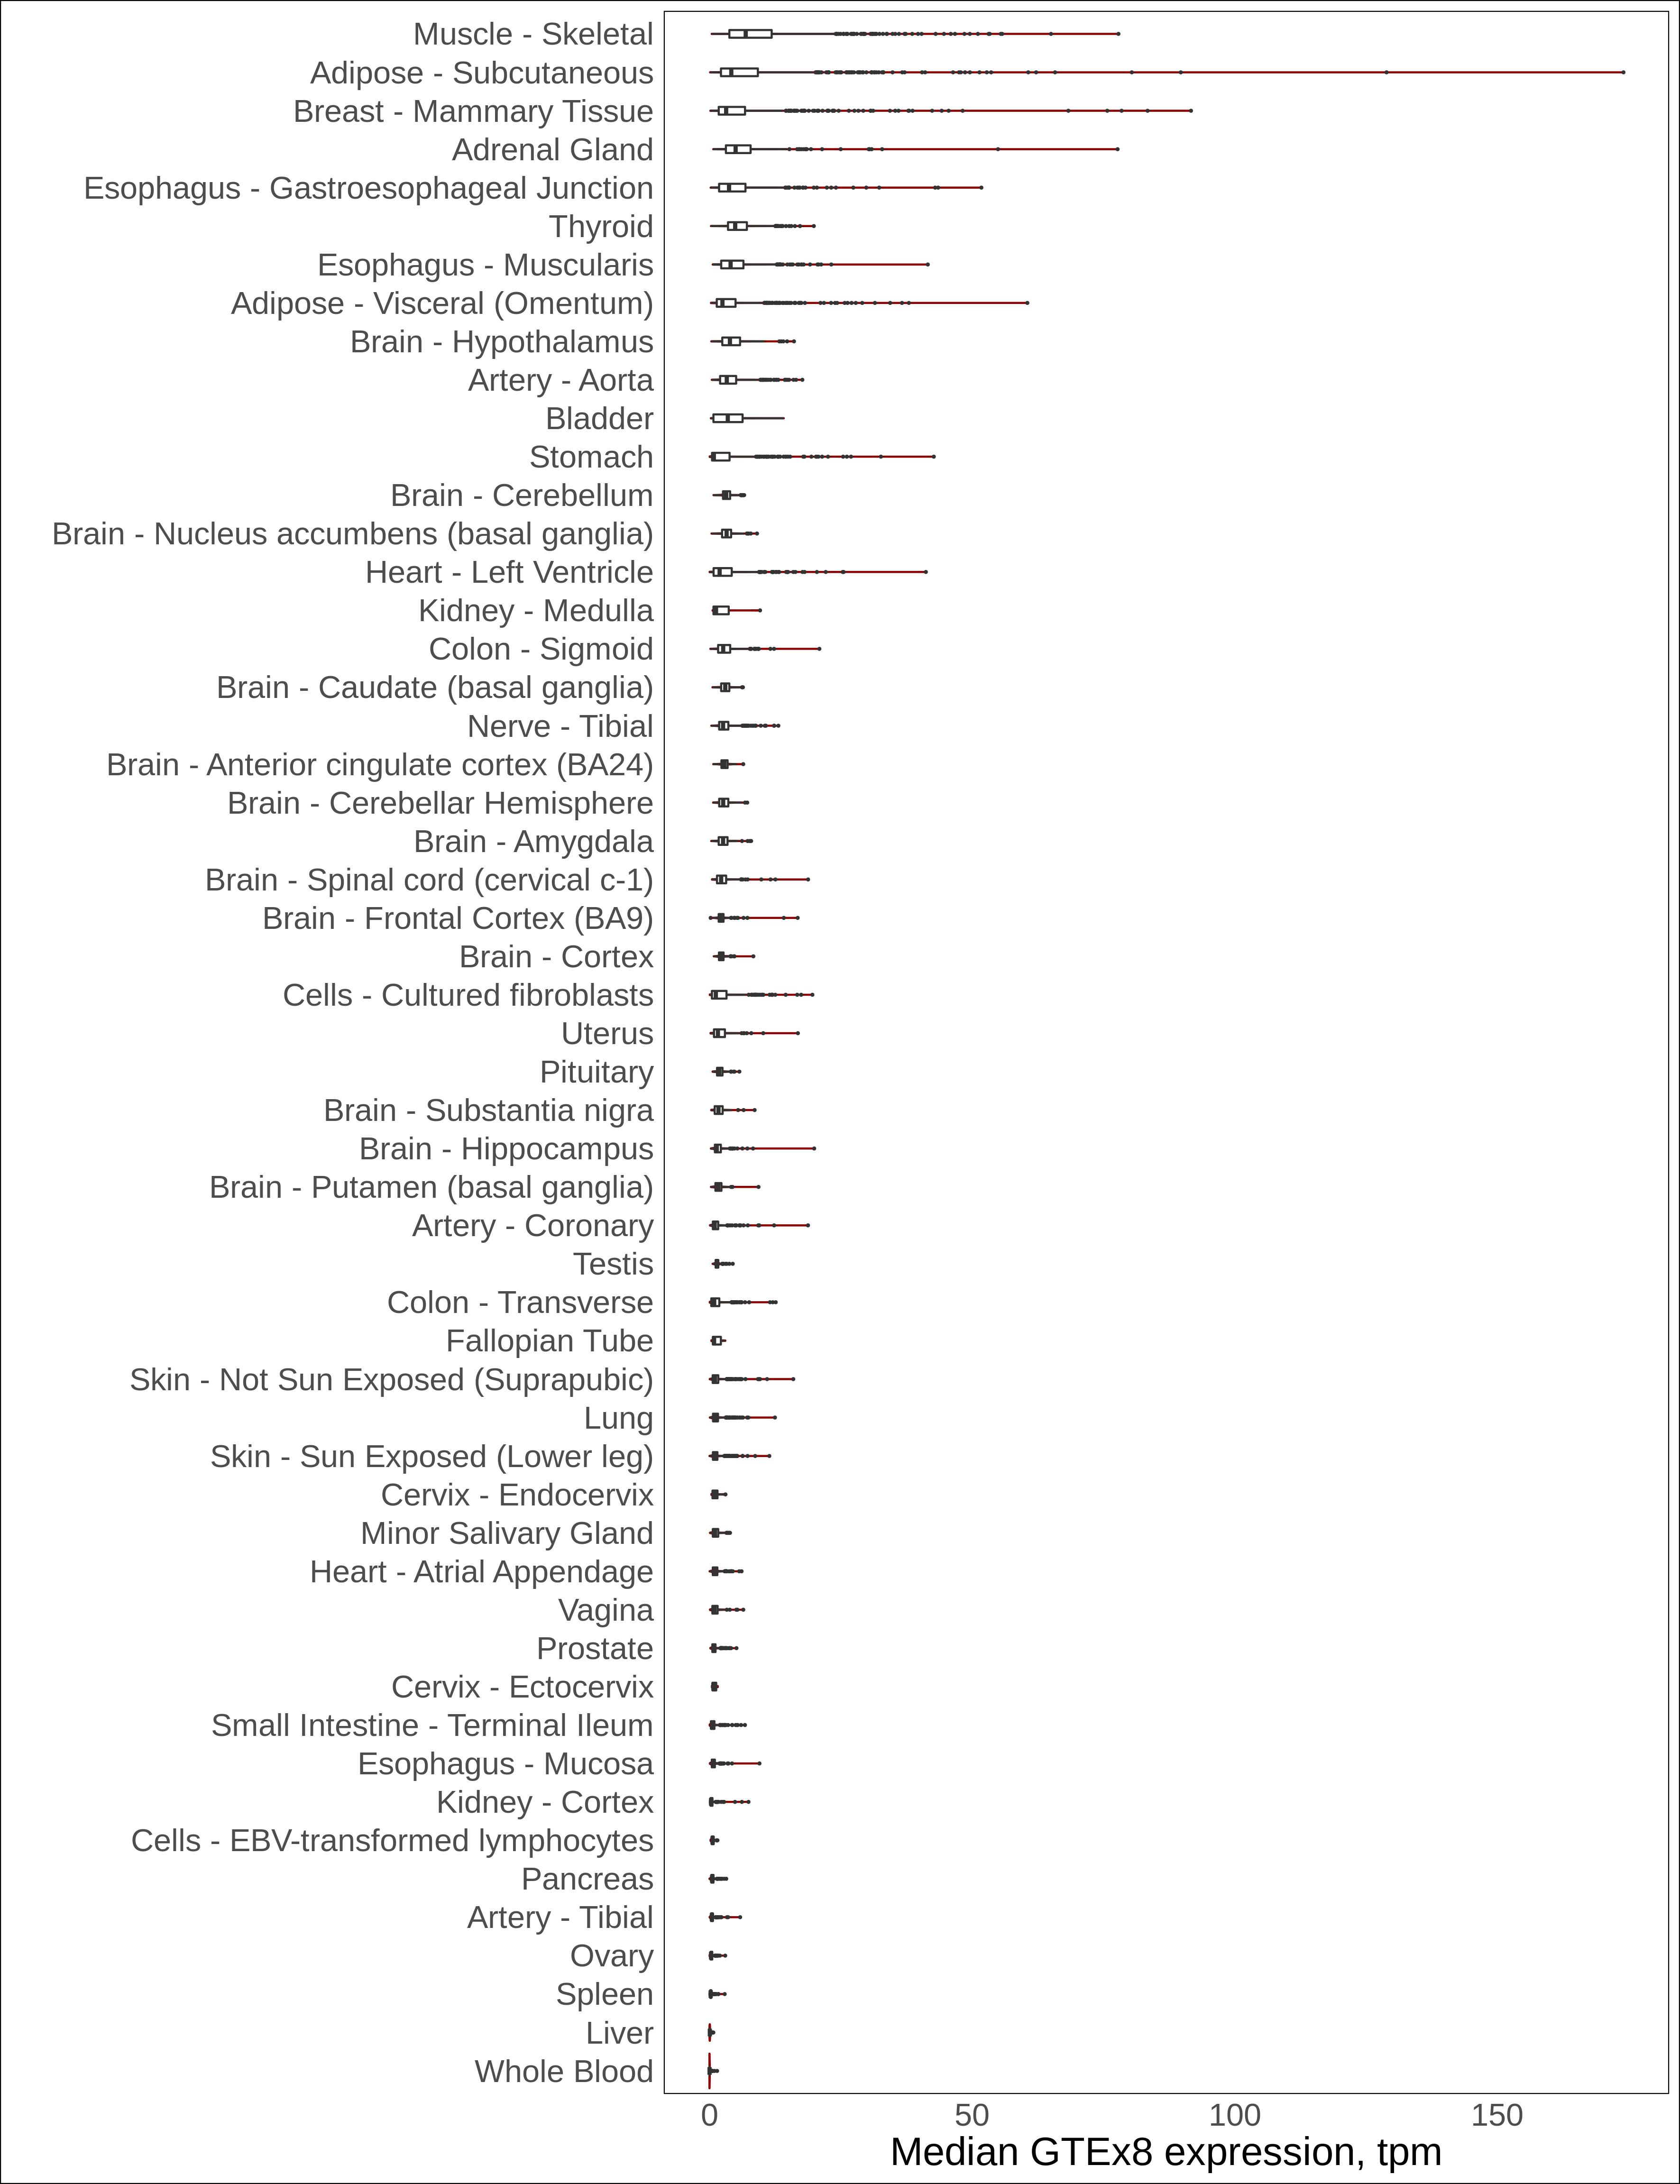 Muscle - Skeletal
Adipose - Subcutaneous
Breast - Mammary Tissue
Adrenal Gland
Esophagus - Gastroesophageal Junction
Thyroid
Esophagus - Muscularis
Adipose - Visceral (Omentum)
Brain - Hypothalamus
Artery - Aorta
Bladder
Stomach
Brain - Cerebellum
Brain - Nucleus accumbens (basal ganglia)
Heart - Left Ventricle
Kidney - Medulla
Colon - Sigmoid
Brain - Caudate (basal ganglia)
Nerve - Tibial
Brain - Anterior cingulate cortex (BA24)
Brain - Cerebellar Hemisphere
Brain - Amygdala
Brain - Spinal cord (cervical c-1)
Brain - Frontal Cortex (BA9)
Brain - Cortex
Cells - Cultured fibroblasts
Uterus
Pituitary
Brain - Substantia nigra
Brain - Hippocampus
Brain - Putamen (basal ganglia)
Artery - Coronary
Testis
Colon - Transverse
Fallopian Tube
Skin - Not Sun Exposed (Suprapubic)
Lung
Skin - Sun Exposed (Lower leg)
Cervix - Endocervix
Minor Salivary Gland
Heart - Atrial Appendage
Vagina
Prostate
Cervix - Ectocervix
Small Intestine - Terminal Ileum
Esophagus - Mucosa
Kidney - Cortex
Cells - EBV-transformed lymphocytes
Pancreas
Artery - Tibial
Ovary
Spleen
Liver
Whole Blood
0 50 100 150
Median GTEx8 expression, tpm